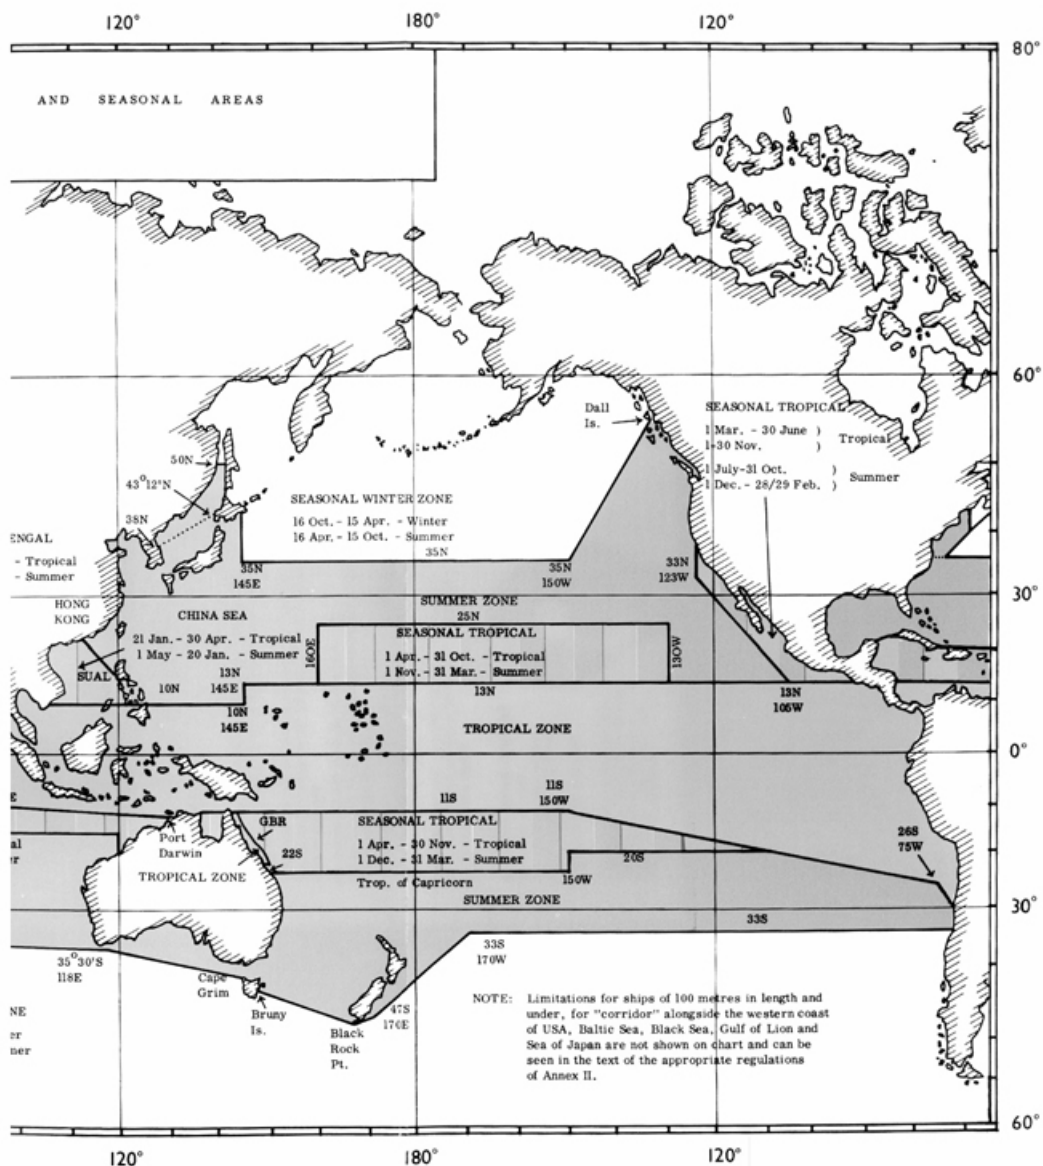 120°
180°
120°
80°
AND SEASONAL AREAS
60°
Dall
Is.
SEASONAL TROPICAL
1 Mar. - 30 June )
1-30 Nov. )
Tropical
1 July-31 Oct. )
1 Dec. - 28/29 Feb. )
Summer
50N
43°12'N
38N
SEASONAL WINTER ZONE
16 Oct. - 15 Apr. - Winter
16 Apr. - 15 Oct. - Summer
35N
ENGAL
- Tropical
- Summer
35N
145E
35N
150W
33N
123W
HONG
KONG
30°
SUMMER ZONE
25N
CHINA SEA
21 Jan. - 30 Apr. - Tropical
1 May - 20 Jan. - Summer
160E
SEASONAL TROPICAL
1 Apr. - 31 Oct. - Tropical
1 Nov. - 31 Mar. - Summer
130W
SUAL
10N
13N
145E
13N
13N
105W
10N
145E
TROPICAL ZONE
0°
E
11S
11S
150W
GBR
SEASONAL TROPICAL
1 Apr. - 30 Nov. - Tropical
1 Dec. - 31 Mar. - Summer
Port
Darwin
22S
20S
26S
75W
al
er
TROPICAL ZONE
Trop. of Capricorn
150W
SUMMER ZONE
30°
33S
35°30'S
118E
Cape
Grim
33S
170W
Bruny
Is.
47S
170E
Black
Rock
Pt.
NE
er
ner
NOTE: Limitations for ships of 100 metres in length and
under, for "corridor" alongside the western coast
of USA, Baltic Sea, Black Sea, Gulf of Lion and
Sea of Japan are not shown on chart and can be
seen in the text of the appropriate regulations
of Annex II.
60°
120°
180°
120°